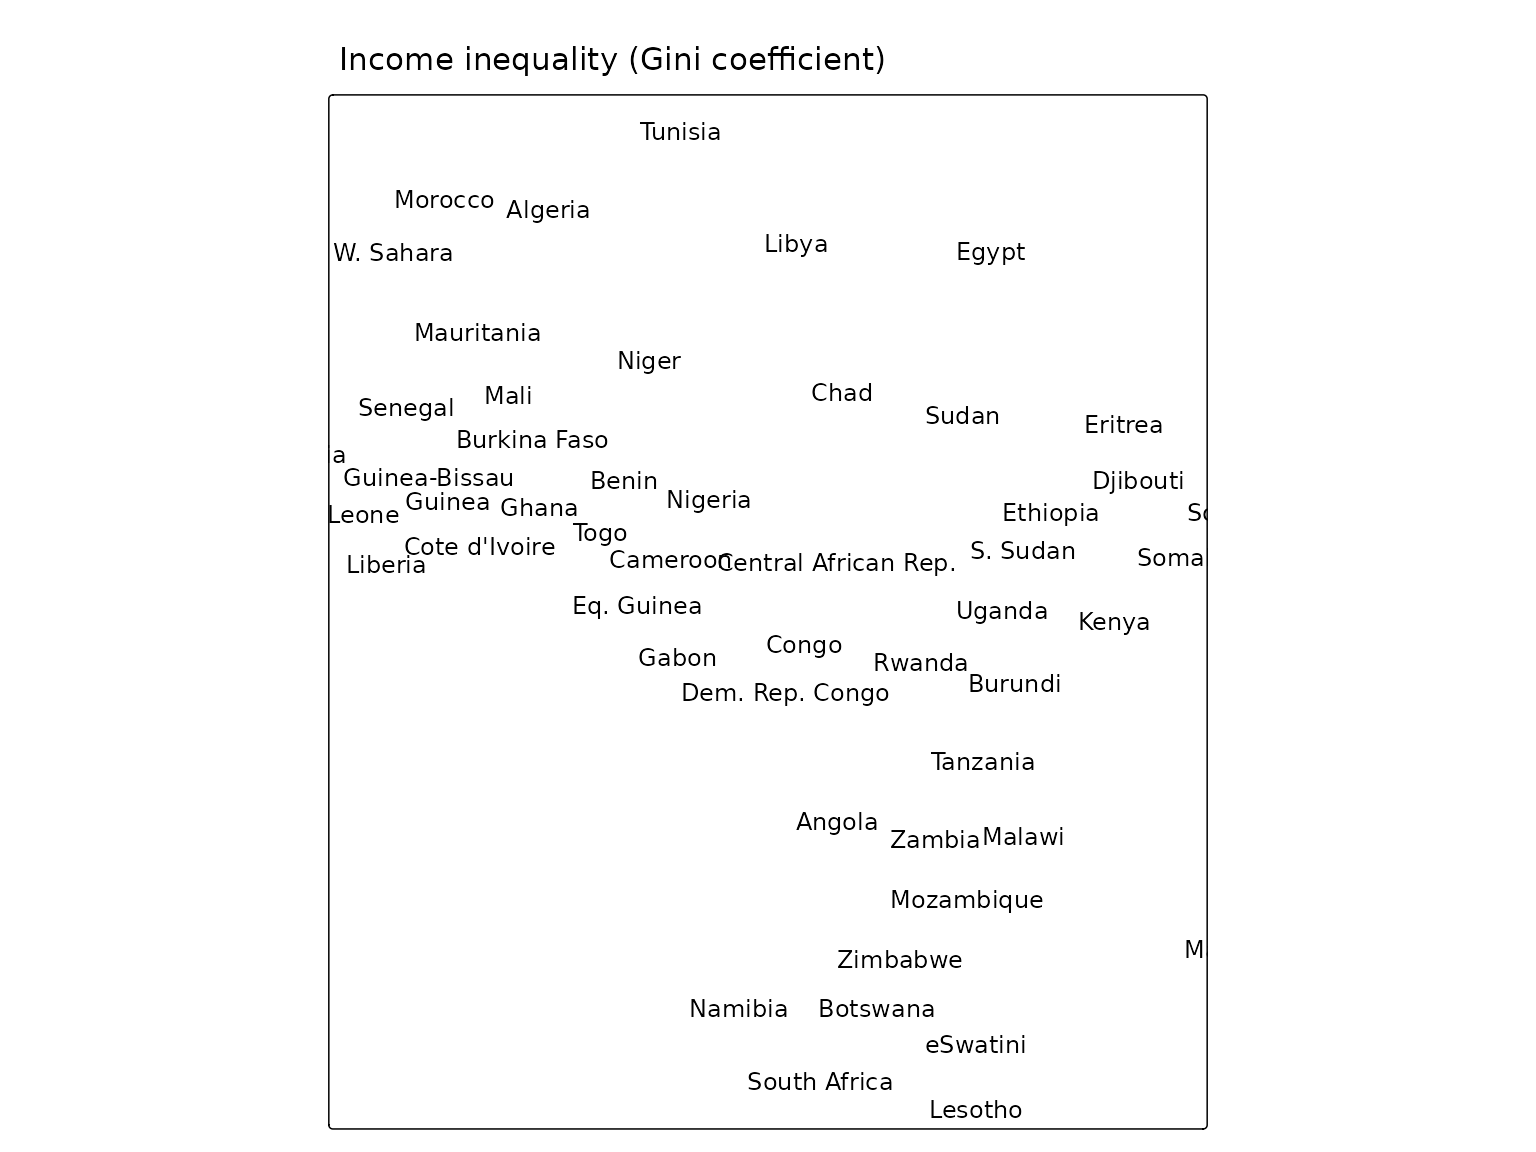 Income inequality (Gini coefficient)
Tunisia
Morocco
Algeria
W. Sahara
Libya
Egypt
Mauritania
Niger
Senegal
Mali
Chad
Sudan
Eritrea
Burkina Faso
a
Guinea-Bissau
Benin
Djibouti
Guinea
Ghana
Nigeria
Leone
Ethiopia
Togo
Cote d'Ivoire
Liberia
Cameroon
Central African Rep.
S. Sudan
Soma
Eq. Guinea
Uganda
Kenya
Congo
Gabon
Rwanda
Dem. Rep. Congo
Burundi
Tanzania
Angola
Zambia
Malawi
Mozambique
Zimbabwe
Namibia
Botswana
eSwatini
South Africa
Lesotho